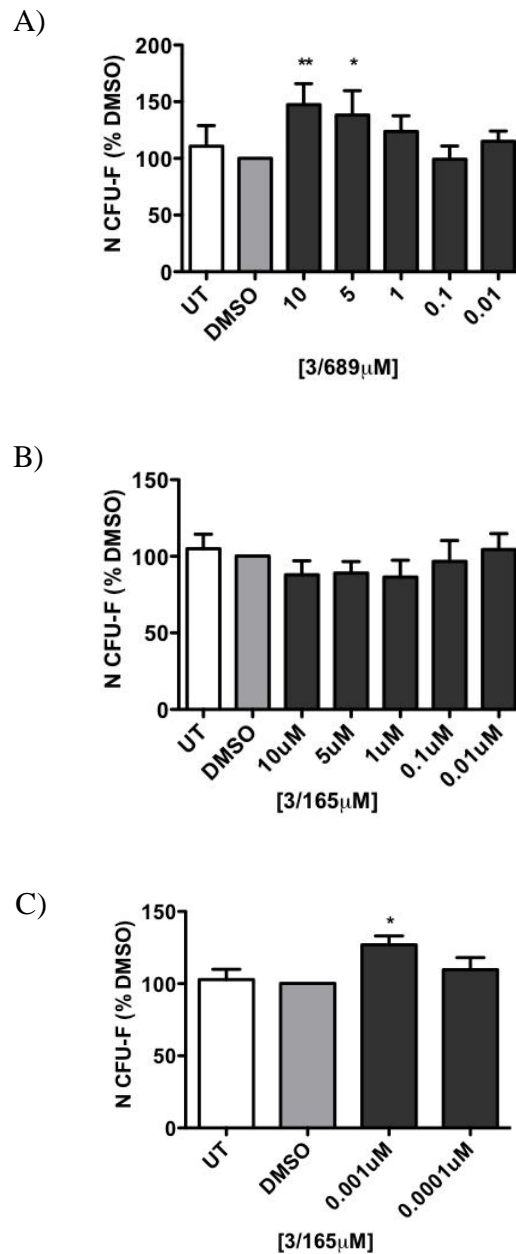 A)
N CFU-F (% DMSO)
200
150
100
50
0
** *
UT DMSO 10 5 1 0.1 0.01
[3/689μM]
B)
N CFU-F (% DMSO)
150
100
50
0
UT DMSO 10uM 5uM 1uM 0.1uM 0.01uM
[3/165μM]
C)
N CFU-F (% DMSO)
150
100
50
0
*
UT DMSO 0.001uM 0.0001uM
[3/165μM]